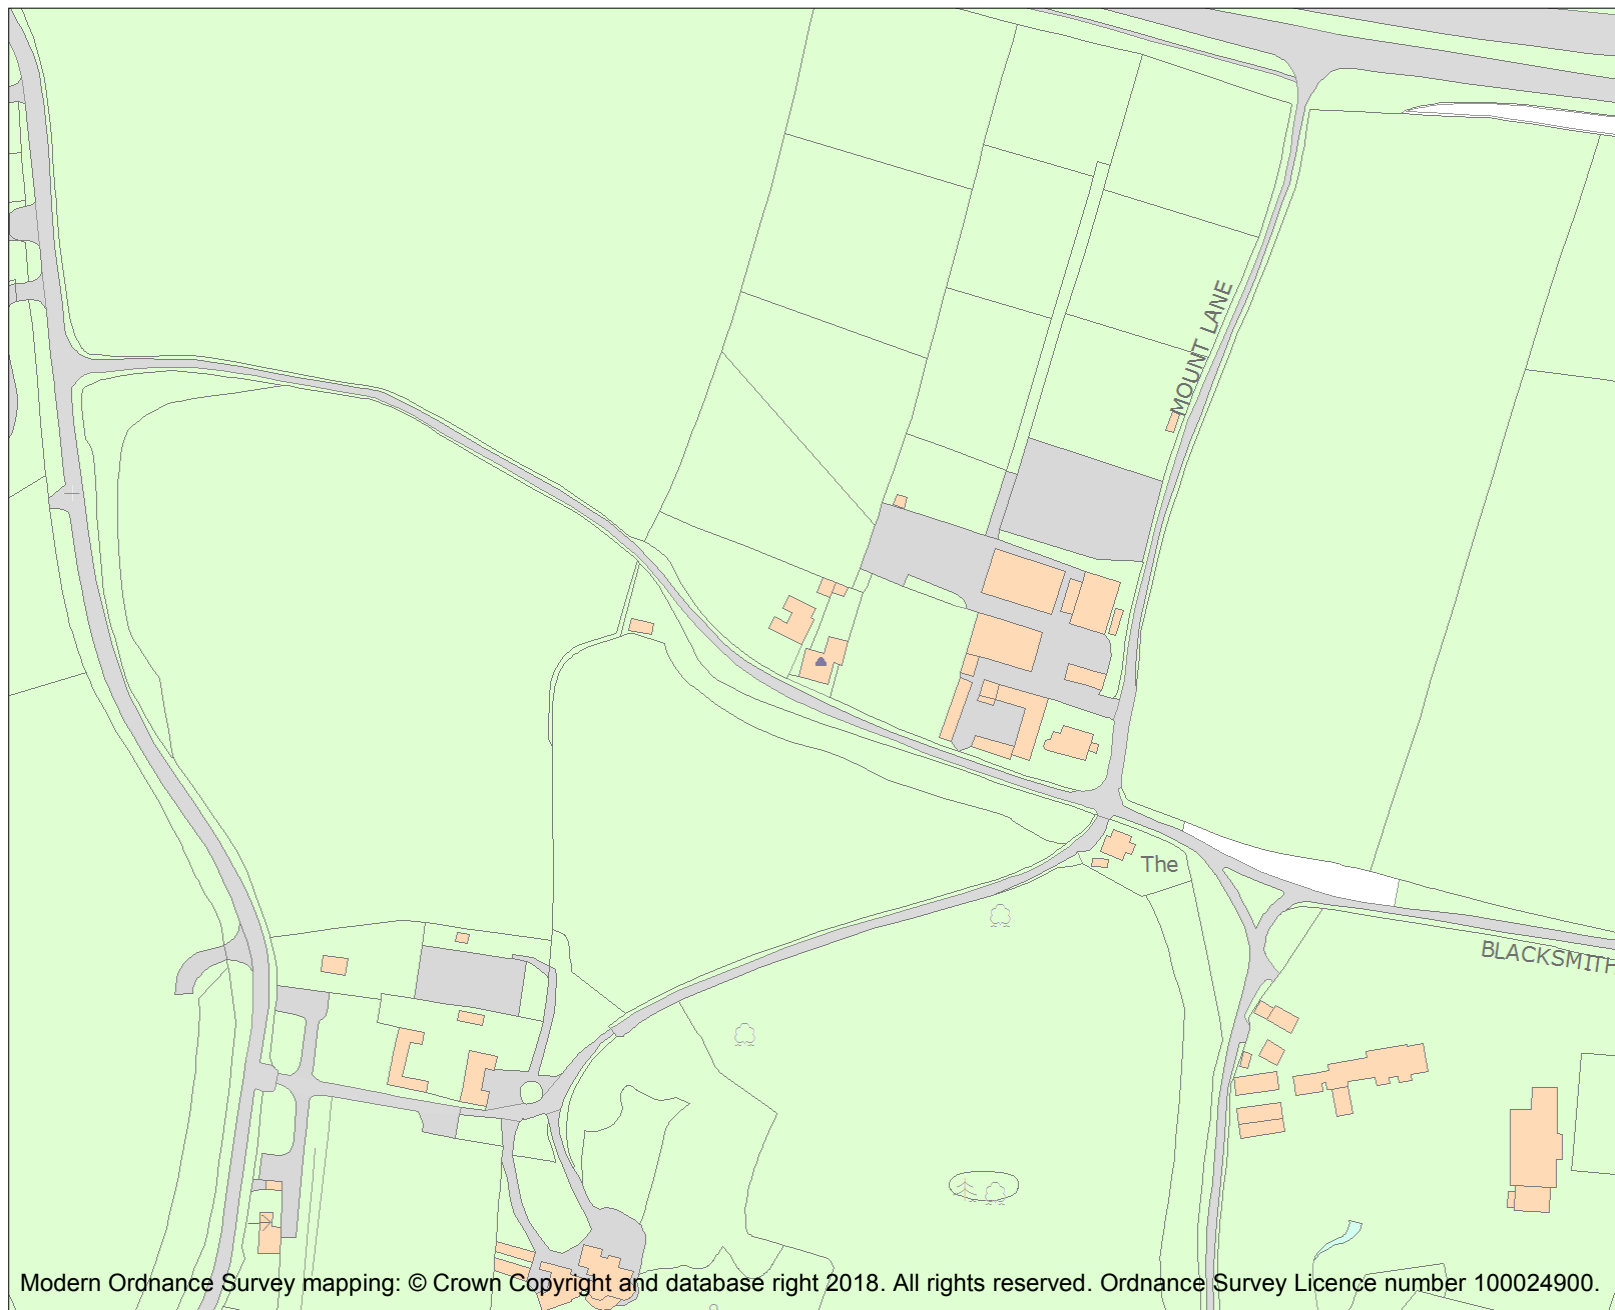 MOUNT LANE
The
BLACKSMITH
Modern Ordnance Survey mapping: © Crown Copyright and database right 2018. All rights reserved. Ordnance Survey Licence number 100024900.